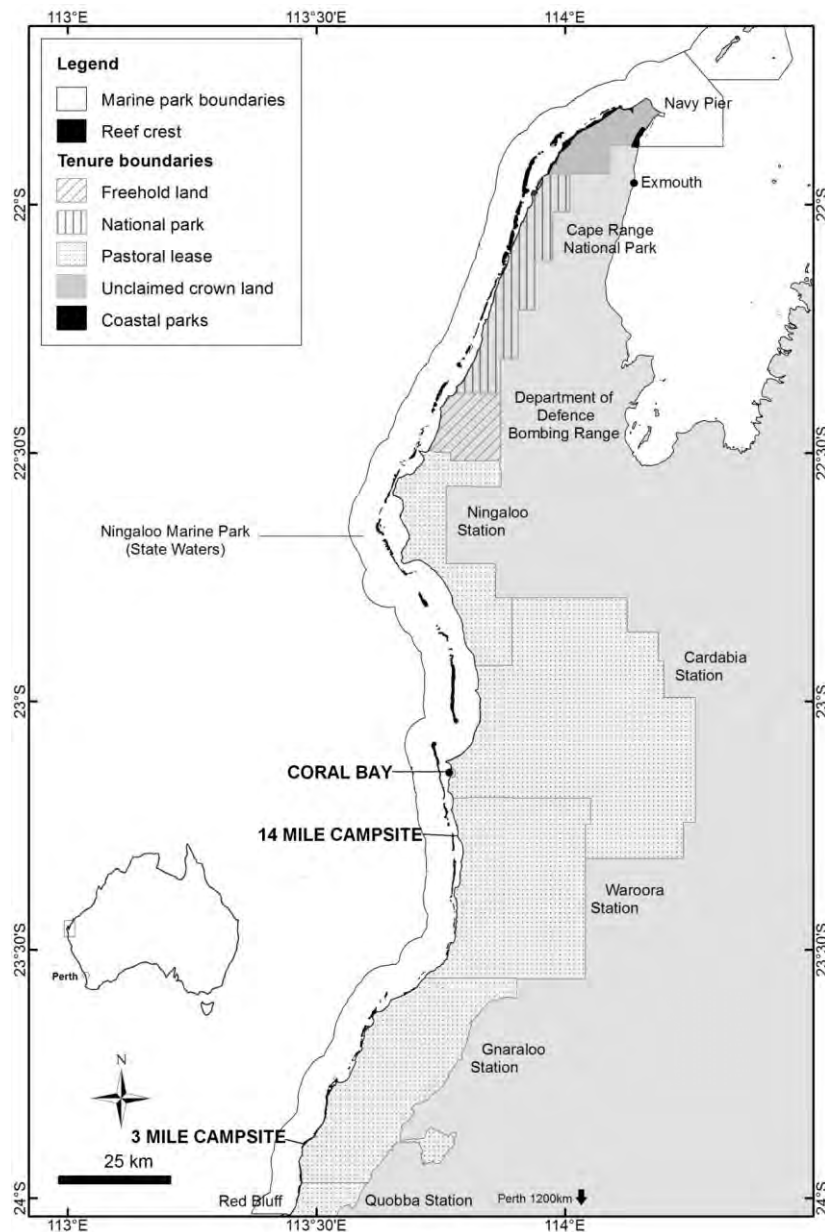 113°E
113°30'E
114°E
Legend
Marine park boundaries
Reef crest
Tenure boundaries
Freehold land
National park
Pastoral lease
Unclaimed crown land
Coastal parks
Navy Pier
Exmouth
22°S
22°S
Cape Range
National Park
Department of
Defence
Bombing Range
22°30'S
22°30'S
Ningaloo
Station
Ningaloo Marine Park
(State Waters)
Cardabia
Station
23°S
23°S
CORAL BAY
14 MILE CAMPSITE
Waroora
Station
23°30'S
23°30'S
Perth
Gnaraloo
Station
N
3 MILE CAMPSITE
25 km
Red Bluff
Quobba Station
Perth 1200km
24°S
24°S
113°E
113°30'E
114°E